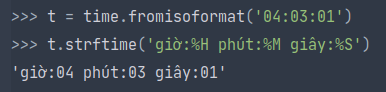 >>> t = time.fromisoformat('04:03:01')
>>> t.strftime('giờ:%H phút:%M giây:%S')
'giờ:04 phút:03 giây:01'